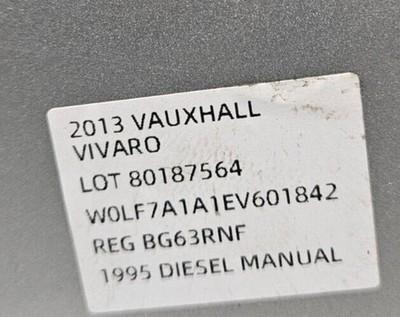 2013 VAUXHALL
VIVARO
LOT 80187564
W0LF7A1A1EV601842
REG BG63RNF
1995 DIESEL MANUAL